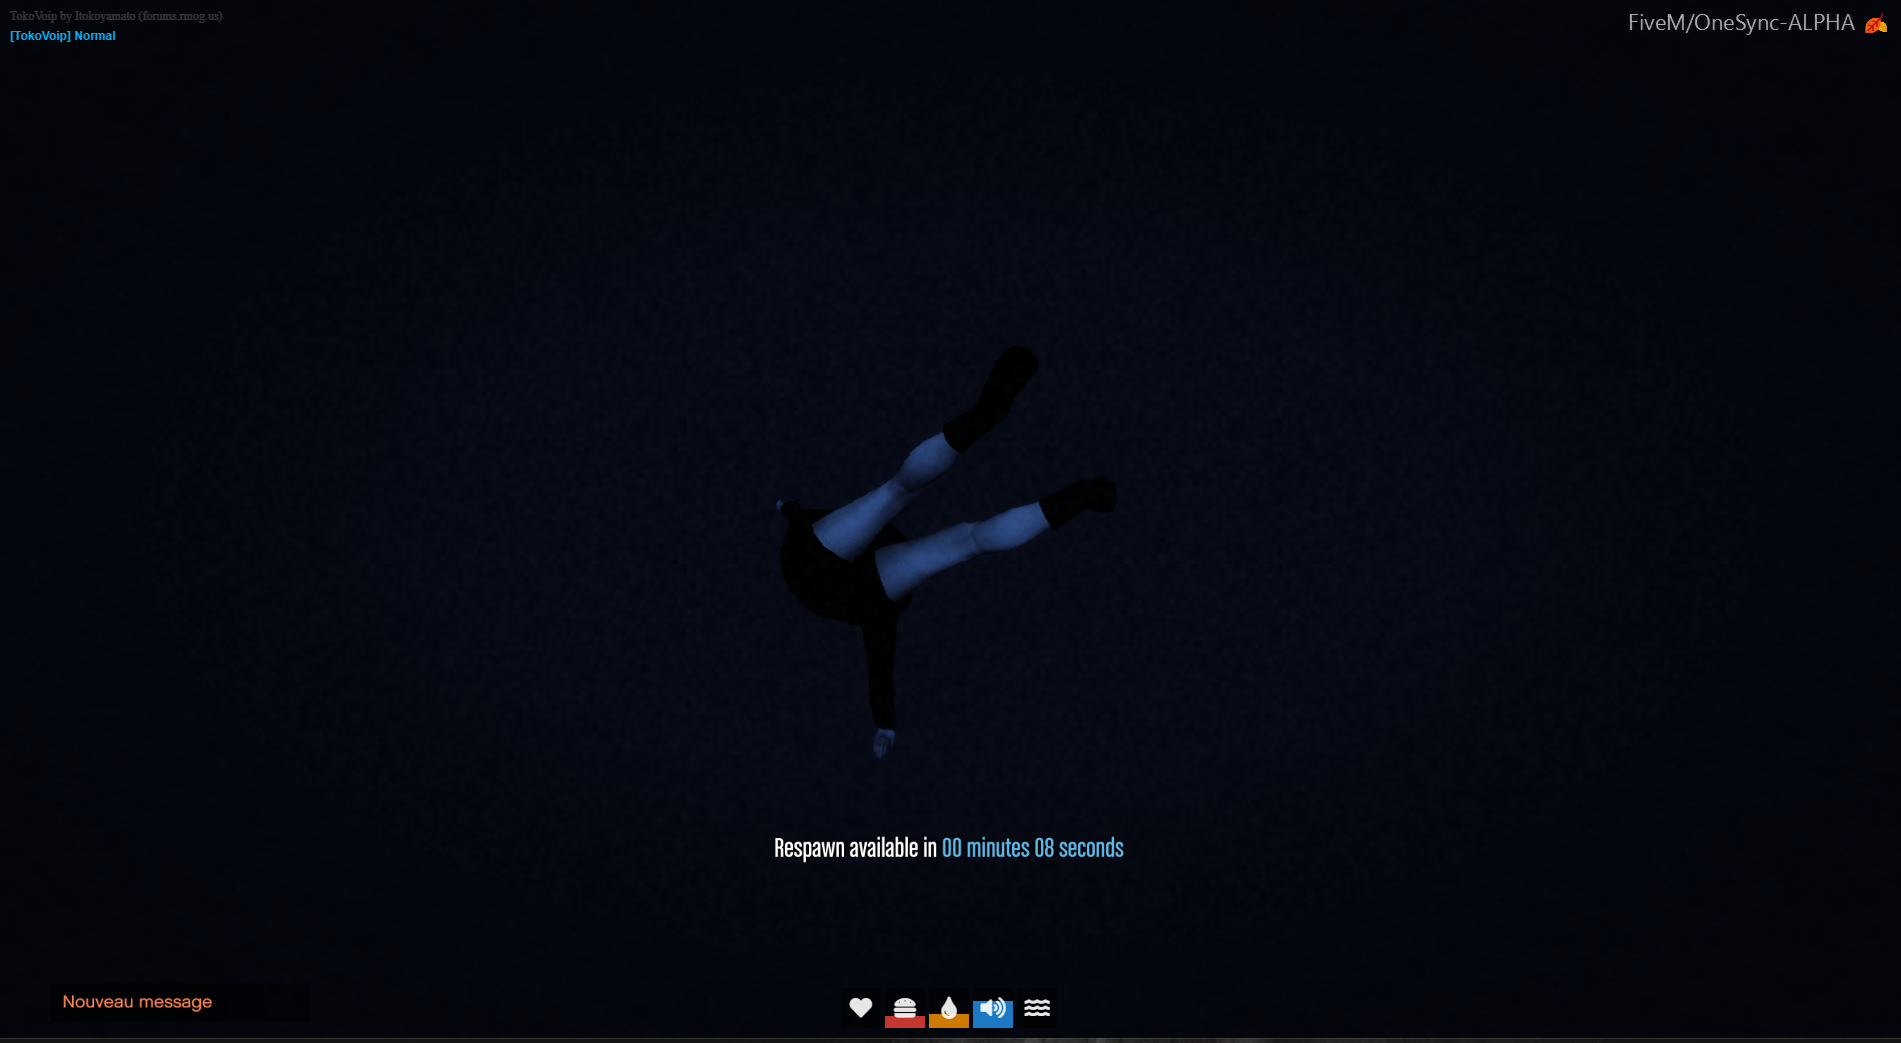 TokoVoip by Itokoyamato (forums.rmog.us)
[TokoVoip] Normal
FiveM/OneSync-ALPHA
Respawn available in 00 minutes 08 seconds
Nouveau message